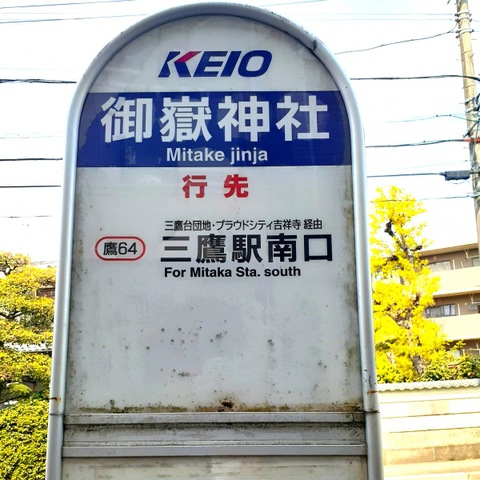 KEIO
御嶽神社
Mitake jinja
行先
三鷹台団地・プラウドシティ吉祥寺 経由
鷹64 三鷹駅南口
For Mitaka Sta. south